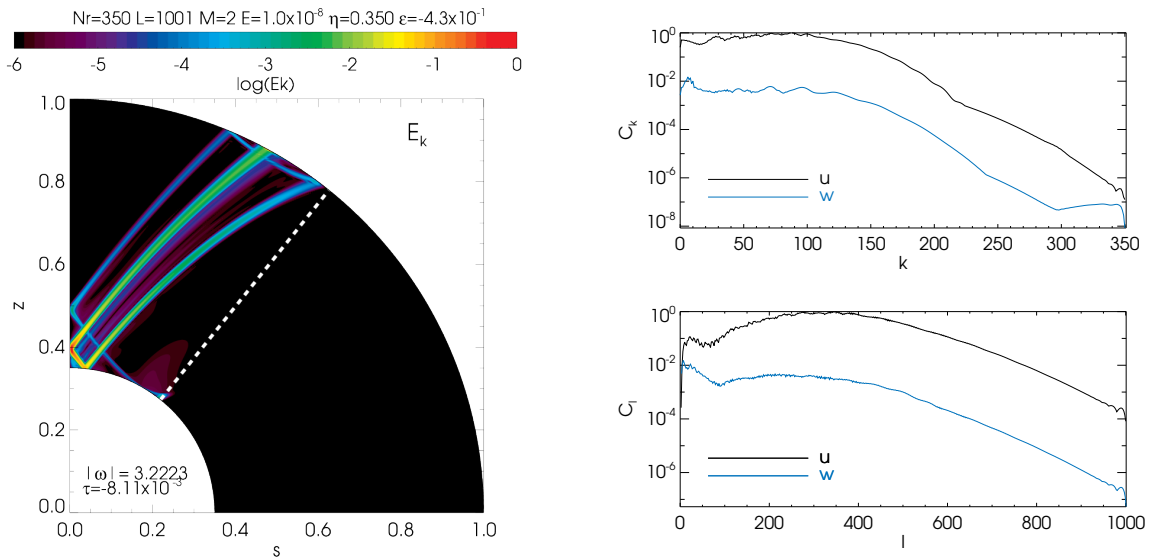 Nr=350 L=1001 M=2 E=1.0x10⁻⁸ η=0.350 ε=-4.3x10⁻¹
-6 -5 -4 -3 -2 -1 0
log(Ek)
E_k
1.0
0.8
0.6
0.4
0.2
0.0
z
|ω| = 3.2223
τ=-8.11x10⁻³
0.0 0.2 0.4 0.6 0.8 1.0
s
10⁰
10⁻²
10⁻⁴
10⁻⁶
10⁻⁸
C_k
u
w
0 50 100 150 200 250 300 350
k
10⁰
10⁻²
10⁻⁴
10⁻⁶
C_l
u
w
0 200 400 600 800 1000
l